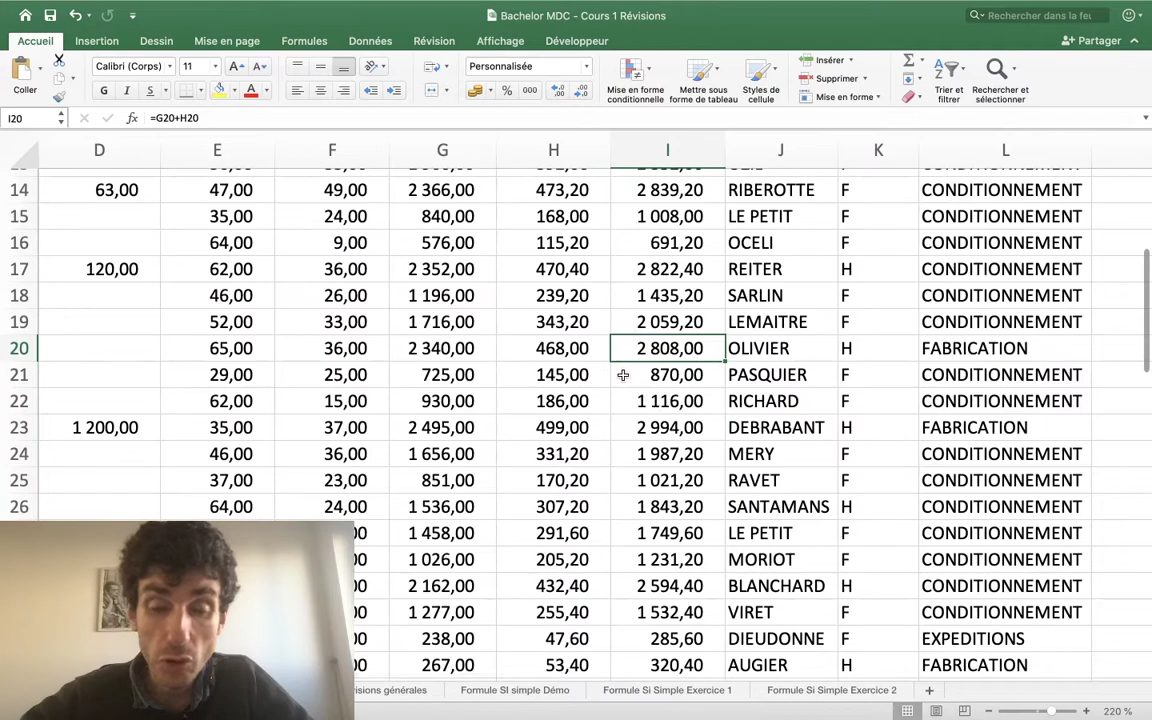 Bachelor MDC - Cours 1 Révisions
Rechercher dans la feu
Accueil Insertion Dessin Mise en page Formules Données Révision Affichage Développeur
Partager
Coller
Calibri (Corps) 11
G I S
Personnalisée
% 000
Mise en forme conditionnelle
Mettre sous forme de tableau
Styles de cellule
Insérer
Supprimer
Mise en forme
Trier et filtrer
Rechercher et sélectionner
I20 fx =G20+H20
D E F G H I J K L
14 63,00 47,00 49,00 2 366,00 473,20 2 839,20 RIBEROTTE F CONDITIONNEMENT
15 35,00 24,00 840,00 168,00 1 008,00 LE PETIT F CONDITIONNEMENT
16 64,00 9,00 576,00 115,20 691,20 OCELI F CONDITIONNEMENT
17 120,00 62,00 36,00 2 352,00 470,40 2 822,40 REITER H CONDITIONNEMENT
18 46,00 26,00 1 196,00 239,20 1 435,20 SARLIN F CONDITIONNEMENT
19 52,00 33,00 1 716,00 343,20 2 059,20 LEMAITRE F CONDITIONNEMENT
20 65,00 36,00 2 340,00 468,00 2 808,00 OLIVIER H FABRICATION
21 29,00 25,00 725,00 145,00 870,00 PASQUIER F CONDITIONNEMENT
22 62,00 15,00 930,00 186,00 1 116,00 RICHARD F CONDITIONNEMENT
23 1 200,00 35,00 37,00 2 495,00 499,00 2 994,00 DEBRABANT H FABRICATION
24 46,00 36,00 1 656,00 331,20 1 987,20 MERY F CONDITIONNEMENT
25 37,00 23,00 851,00 170,20 1 021,20 RAVET F CONDITIONNEMENT
26 64,00 24,00 1 536,00 307,20 1 843,20 SANTAMANS H CONDITIONNEMENT
00 1 458,00 291,60 1 749,60 LE PETIT F CONDITIONNEMENT
00 1 026,00 205,20 1 231,20 MORIOT F CONDITIONNEMENT
00 2 162,00 432,40 2 594,40 BLANCHARD H CONDITIONNEMENT
00 1 277,00 255,40 1 532,40 VIRET F CONDITIONNEMENT
00 238,00 47,60 285,60 DIEUDONNE F EXPEDITIONS
00 267,00 53,40 320,40 AUGIER H FABRICATION
isions générales Formule SI simple Démo Formule Si Simple Exercice 1 Formule Si Simple Exercice 2 +
220 %